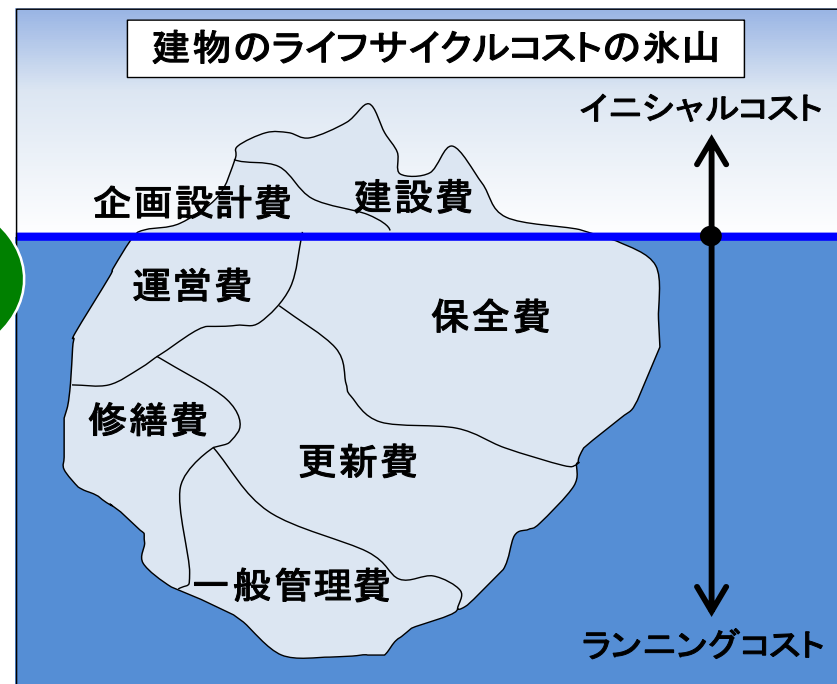 建物のライフサイクルコストの氷山
イニシャルコスト
企画設計費
建設費
運営費
保全費
修繕費
更新費
一般管理費
ランニングコスト